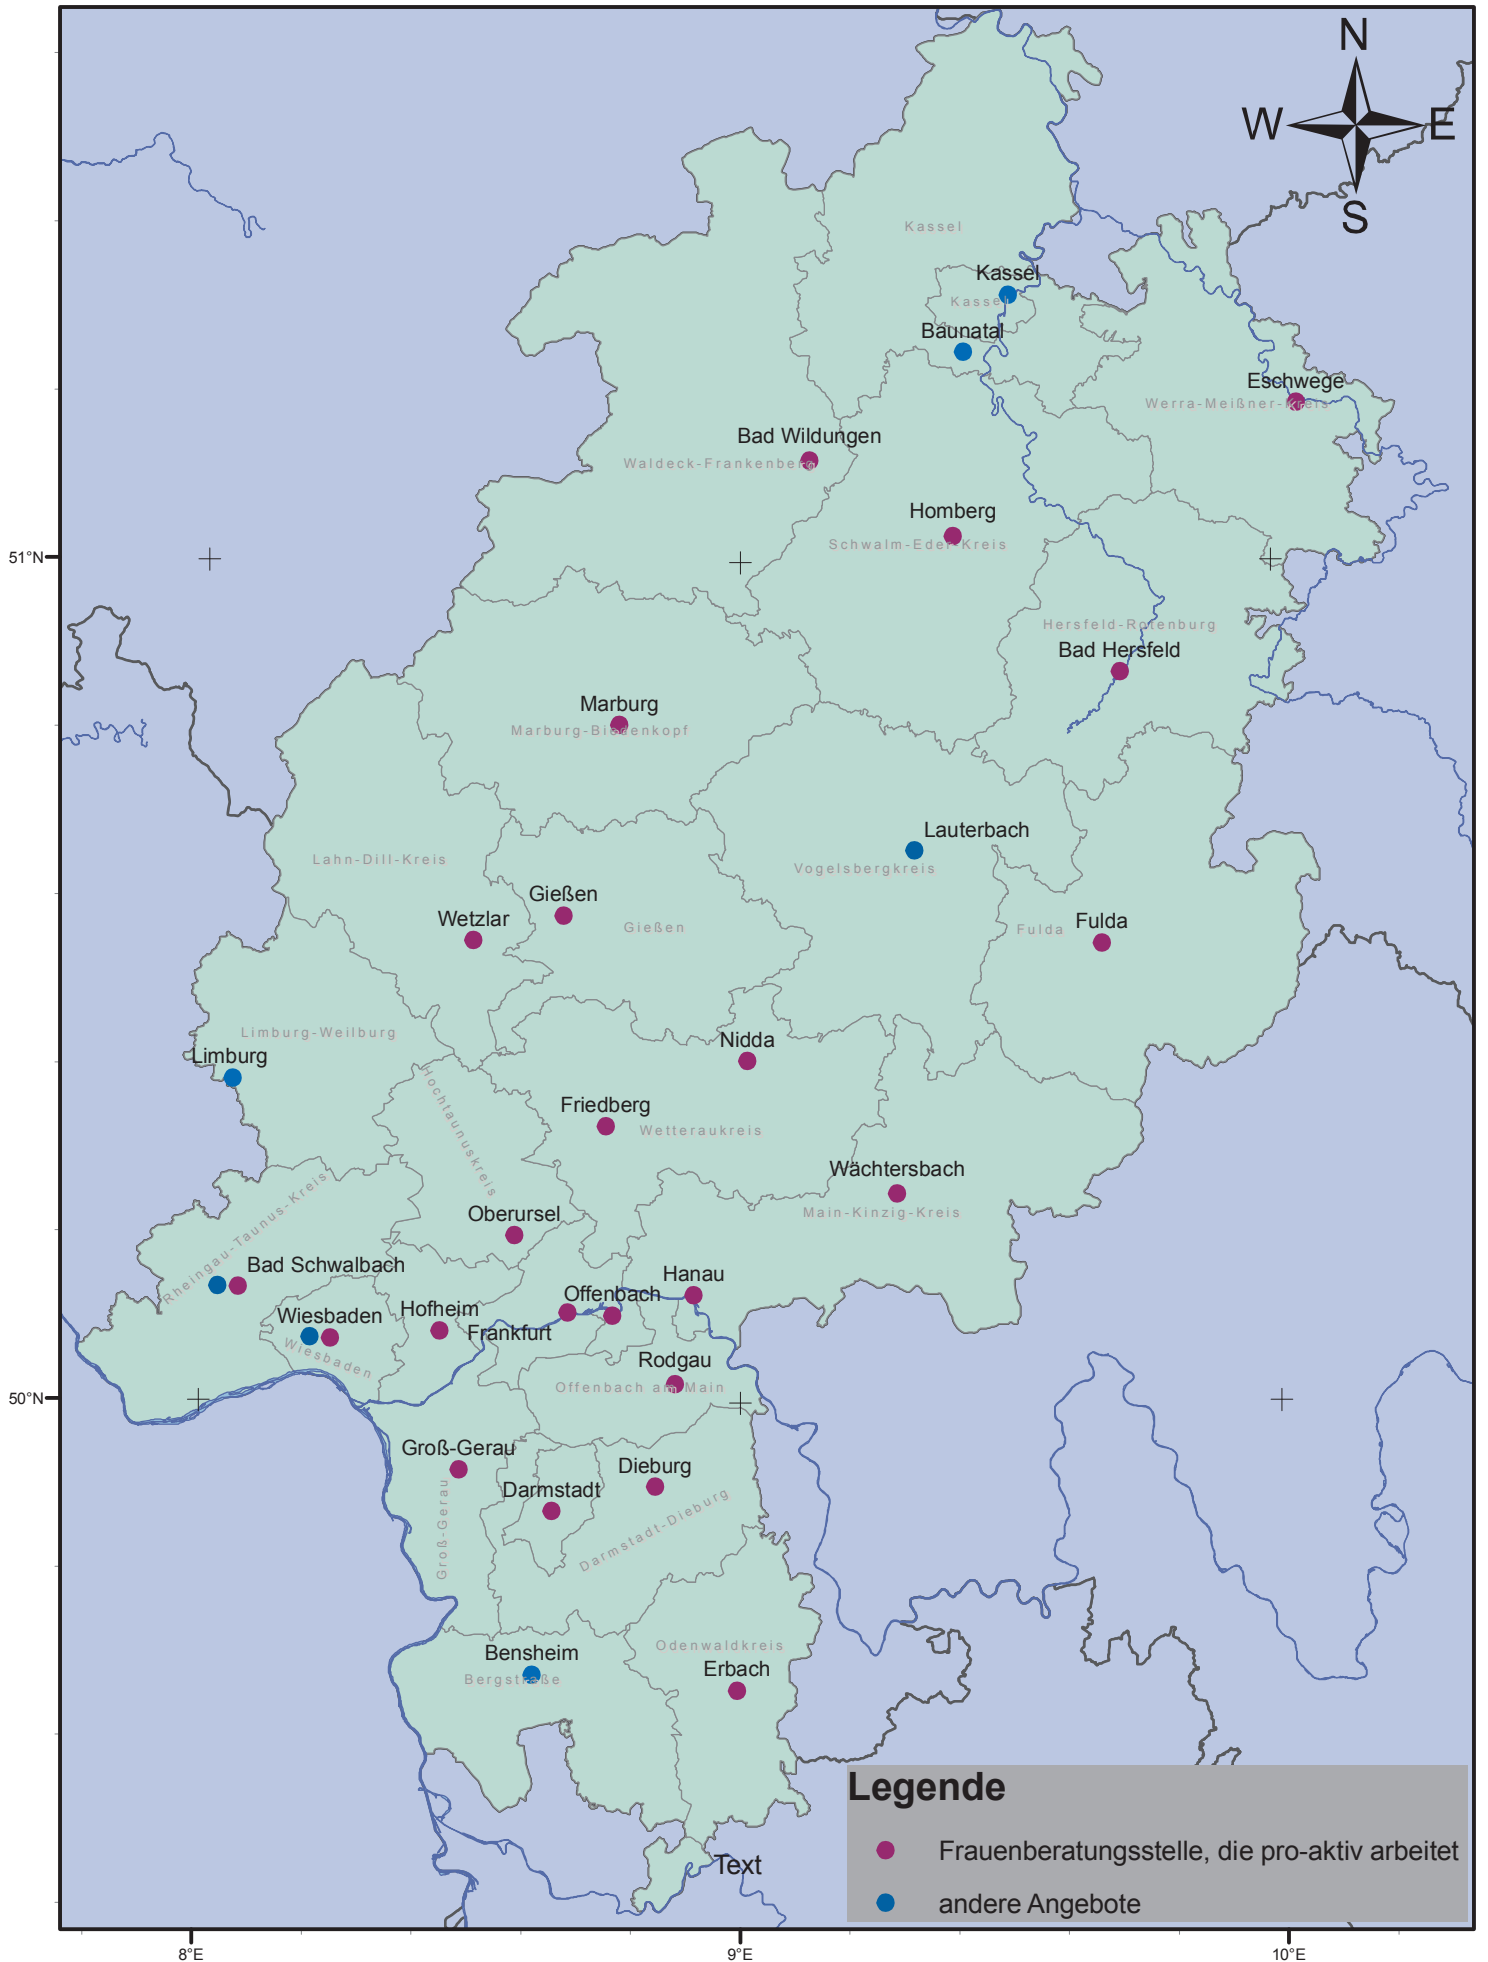 N
W
E
S
Kassel
Kassel
Kassel
Baunatal
Eschwege
Werra-Meißner-Kreis
Bad Wildungen
Waldeck-Frankenberg
Homberg
Schwalm-Eder-Kreis
51°N
Hersfeld-Rotenburg
Bad Hersfeld
Marburg
Marburg-Biedenkopf
Lauterbach
Vogelsbergkreis
Lahn-Dill-Kreis
Gießen
Gießen
Wetzlar
Fulda
Fulda
Limburg-Weilburg
Limburg
Nidda
Hochtaunuskreis
Friedberg
Wetteraukreis
Wächtersbach
Main-Kinzig-Kreis
Rheingau-Taunus-Kreis
Oberursel
Bad Schwalbach
Hanau
Offenbach
Wiesbaden
Hofheim
Frankfurt
Wiesbaden
Rodgau
Offenbach am Main
50°N
Groß-Gerau
Dieburg
Darmstadt
Groß-Gerau
Darmstadt-Dieburg
Bensheim
Bergstraße
Odenwaldkreis
Erbach
Text
Legende
Frauenberatungsstelle, die pro-aktiv arbeitet
andere Angebote
8°E
9°E
10°E